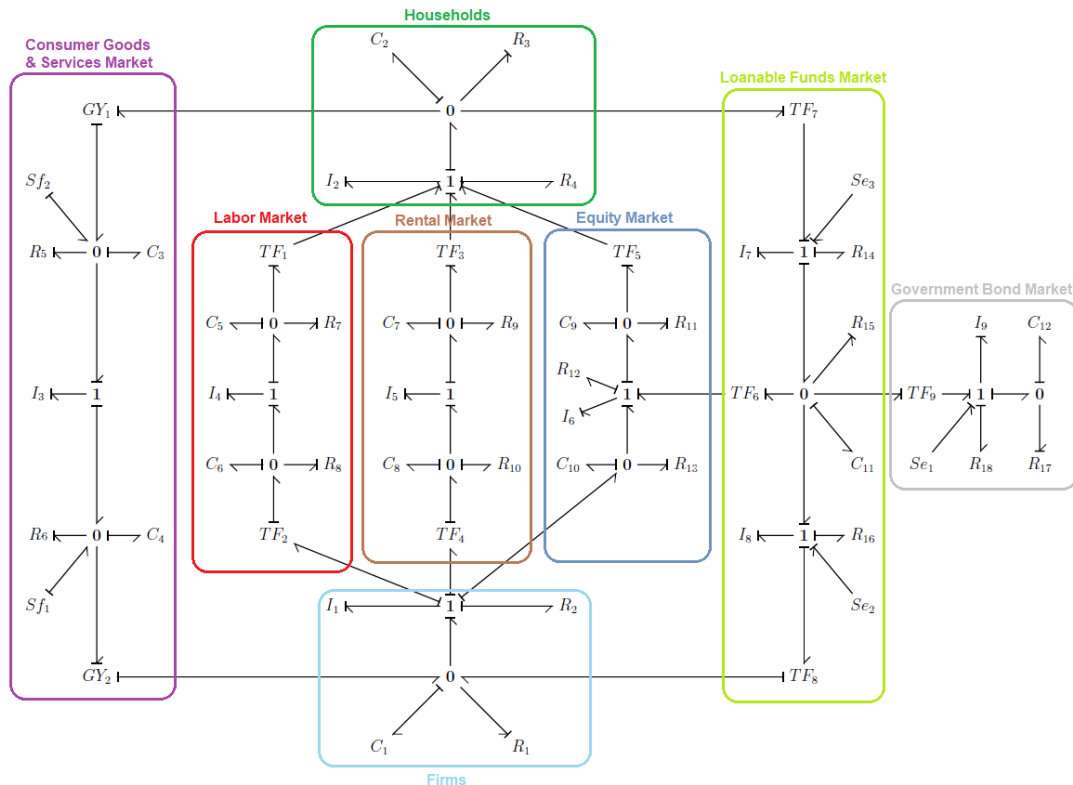 Households
Consumer Goods
& Services Market
C₂ R₃
Loanable Funds Market
GY₁ 0 TF₇
Sf₂ I₂ 1 R₄ Se₃
Labor Market Rental Market Equity Market
R₅ 0 C₃ TF₁ TF₃ TF₅ I₇ 1 R₁₄
Government Bond Market
C₅ 0 R₇ C₇ 0 R₉ C₉ 0 R₁₁ R₁₅ I₉ C₁₂
R₁₂
I₃ 1 I₄ 1 I₅ 1 1 TF₆ 0 TF₉ 1 0
I₆
C₆ 0 R₈ C₈ 0 R₁₀ C₁₀ 0 R₁₃ C₁₁ Se₁ R₁₈ R₁₇
R₆ 0 C₄ TF₂ TF₄ I₈ 1 R₁₆
Sf₁ I₁ 1 R₂ Se₂
GY₂ 0 TF₈
C₁ R₁
Firms